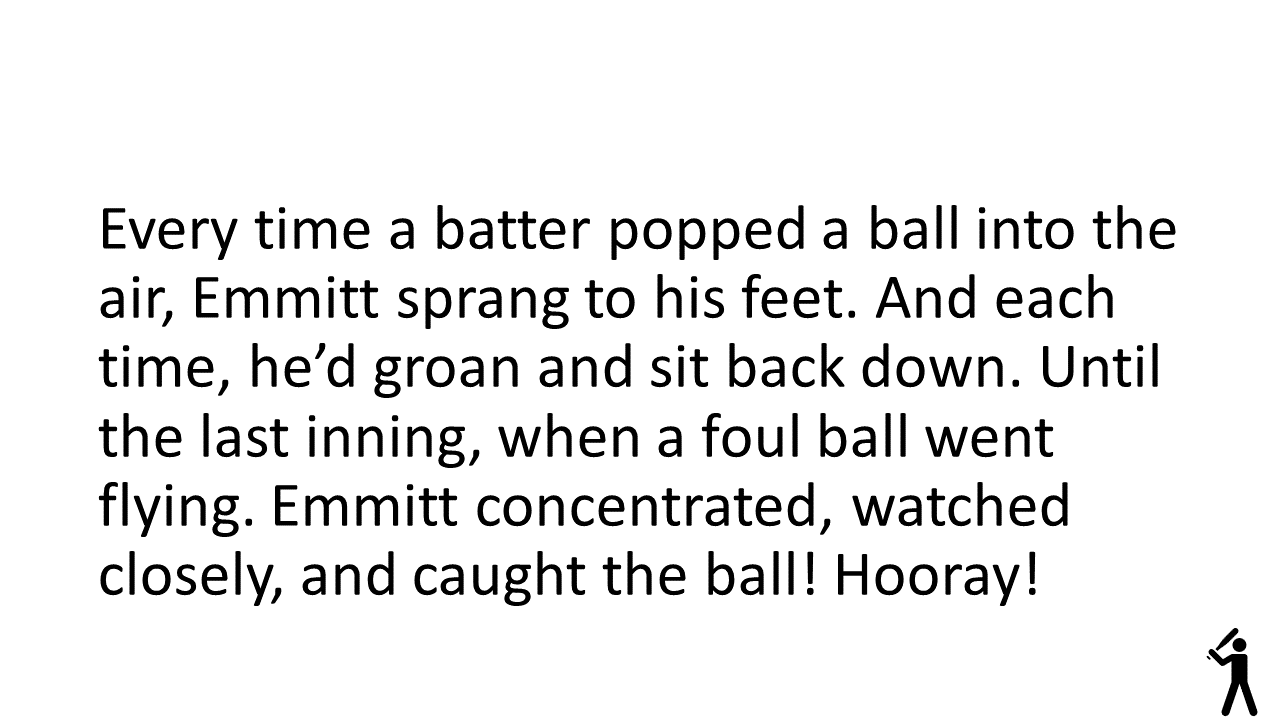 Every time a batter popped a ball into the
air, Emmitt sprang to his feet. And each
time, he’d groan and sit back down. Until
the last inning, when a foul ball went
flying. Emmitt concentrated, watched
closely, and caught the ball! Hooray!